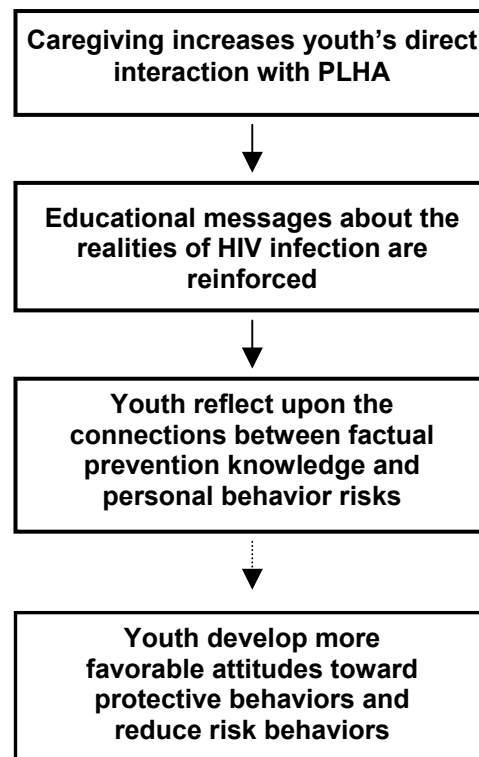 Caregiving increases youth's direct
interaction with PLHA
Educational messages about the
realities of HIV infection are
reinforced
Youth reflect upon the
connections between factual
prevention knowledge and
personal behavior risks
Youth develop more
favorable attitudes toward
protective behaviors and
reduce risk behaviors